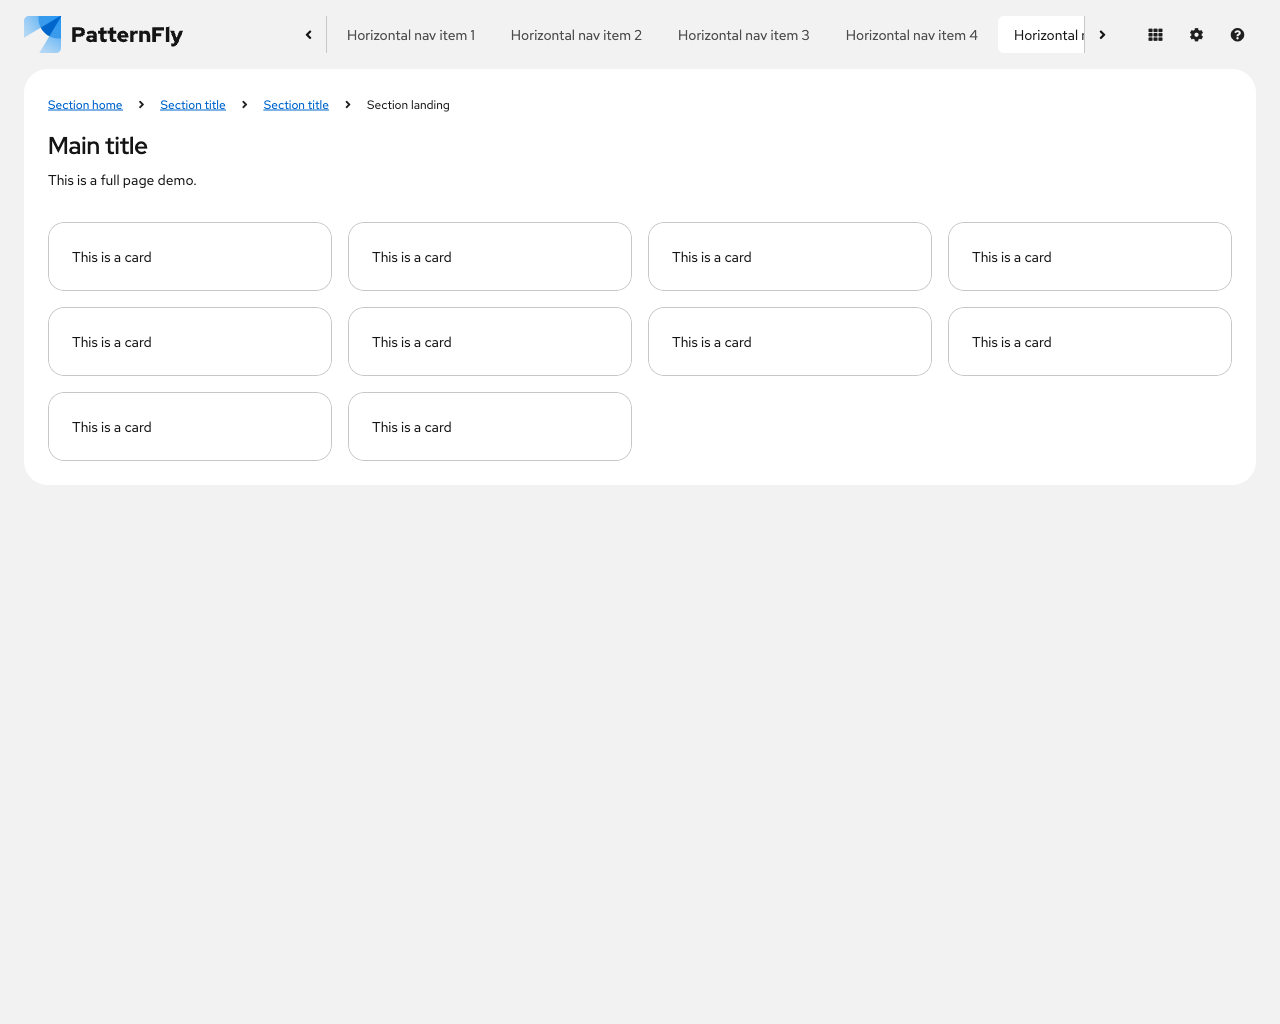 PatternFly
Horizontal nav item 1 Horizontal nav item 2 Horizontal nav item 3 Horizontal nav item 4 Horizontal
Section home Section title Section title Section landing
Main title
This is a full page demo.
This is a card This is a card This is a card This is a card
This is a card This is a card This is a card This is a card
This is a card This is a card